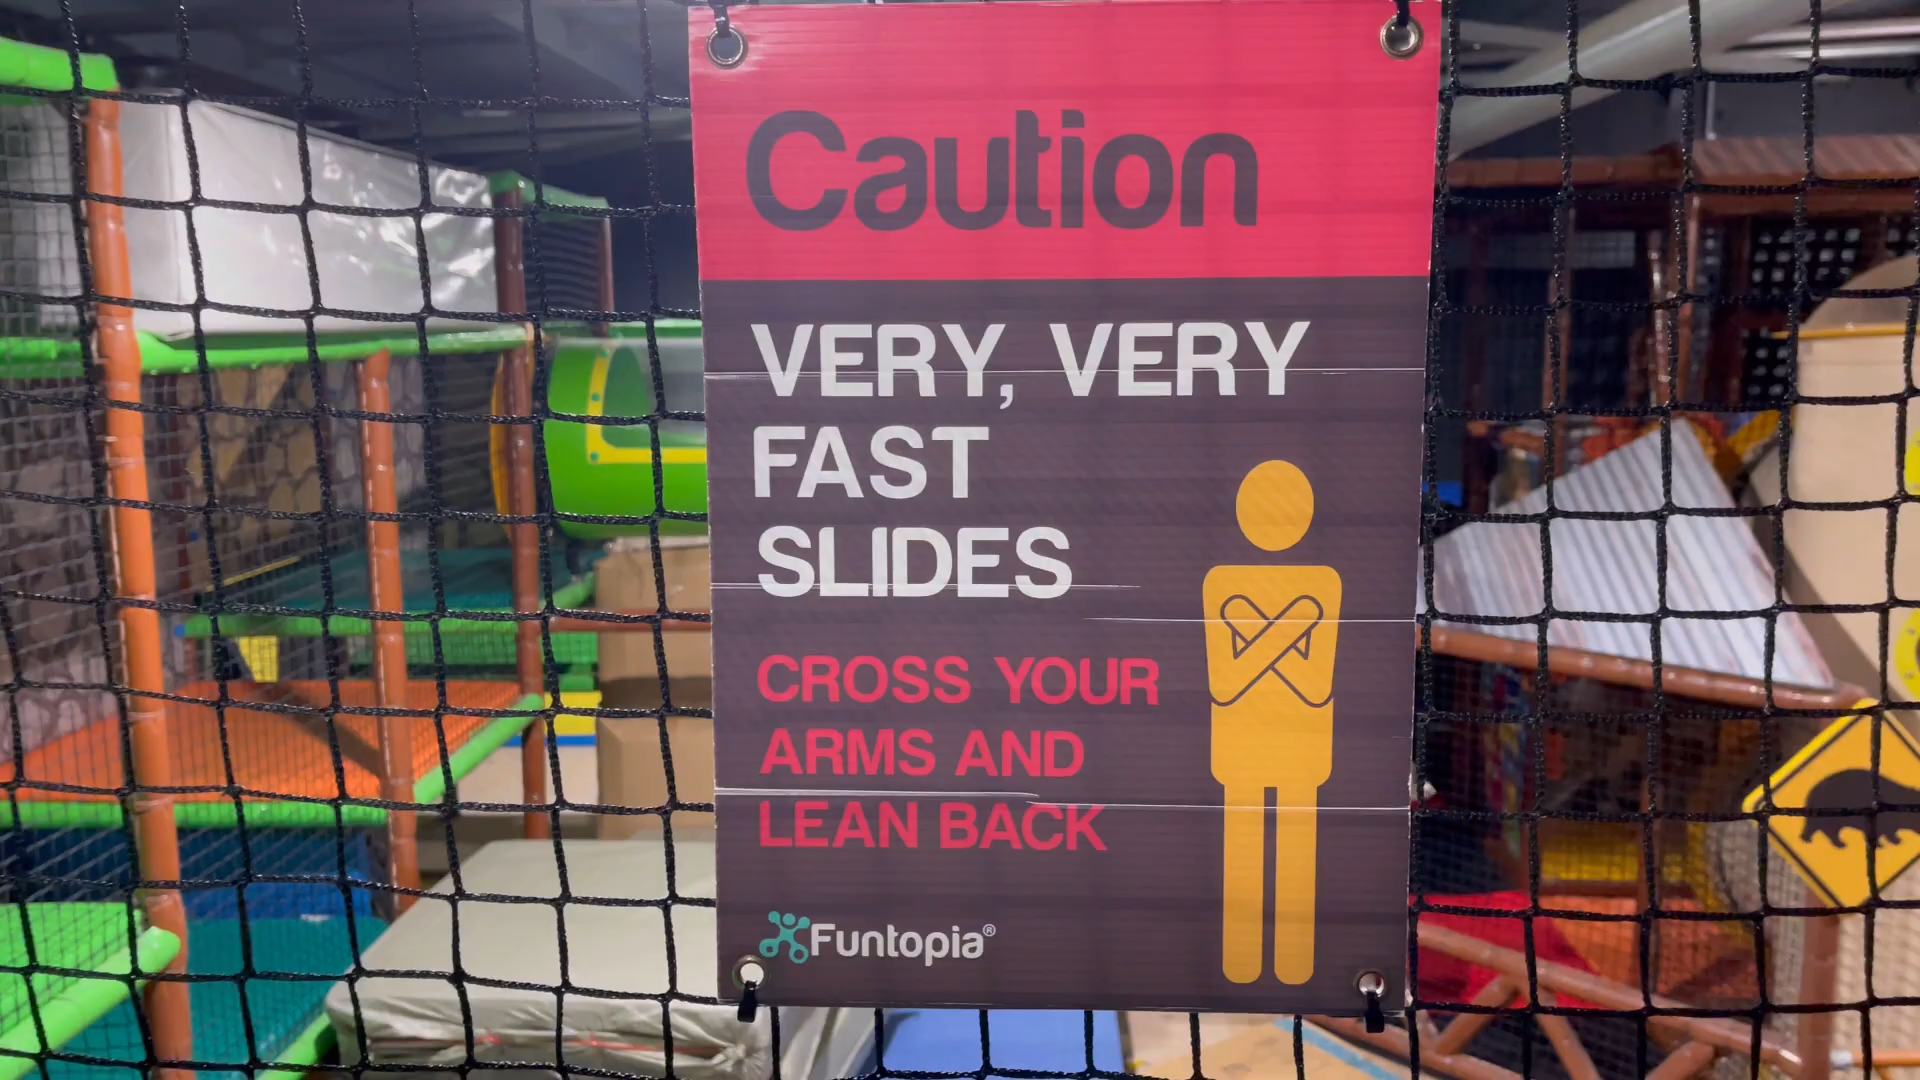 Caution
VERY, VERY
FAST
SLIDES
CROSS YOUR
ARMS AND
LEAN BACK
Funtopia®